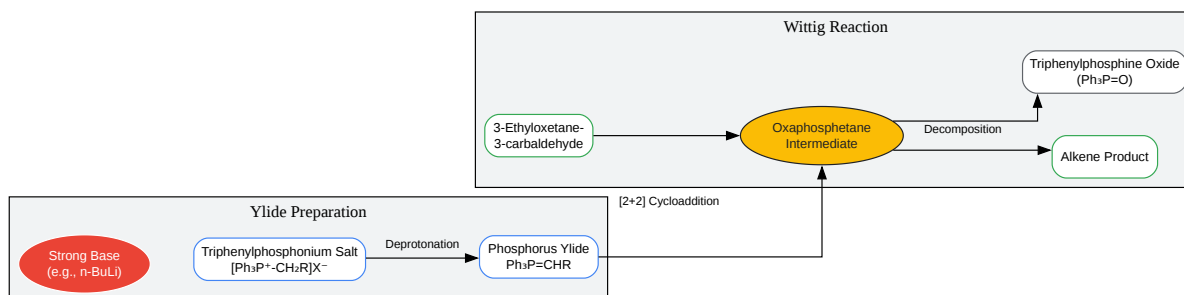 Wittig Reaction
Triphenylphosphine Oxide
(Ph₃P=O)
3-Ethyloxetane-
3-carbaldehyde
Oxaphosphetane
Intermediate
Decomposition
Alkene Product
[2+2] Cycloaddition
Ylide Preparation
Strong Base
(e.g., n-BuLi)
Triphenylphosphonium Salt
[Ph₃P⁺-CH₂R]X⁻
Deprotonation
Phosphorus Ylide
Ph₃P=CHR